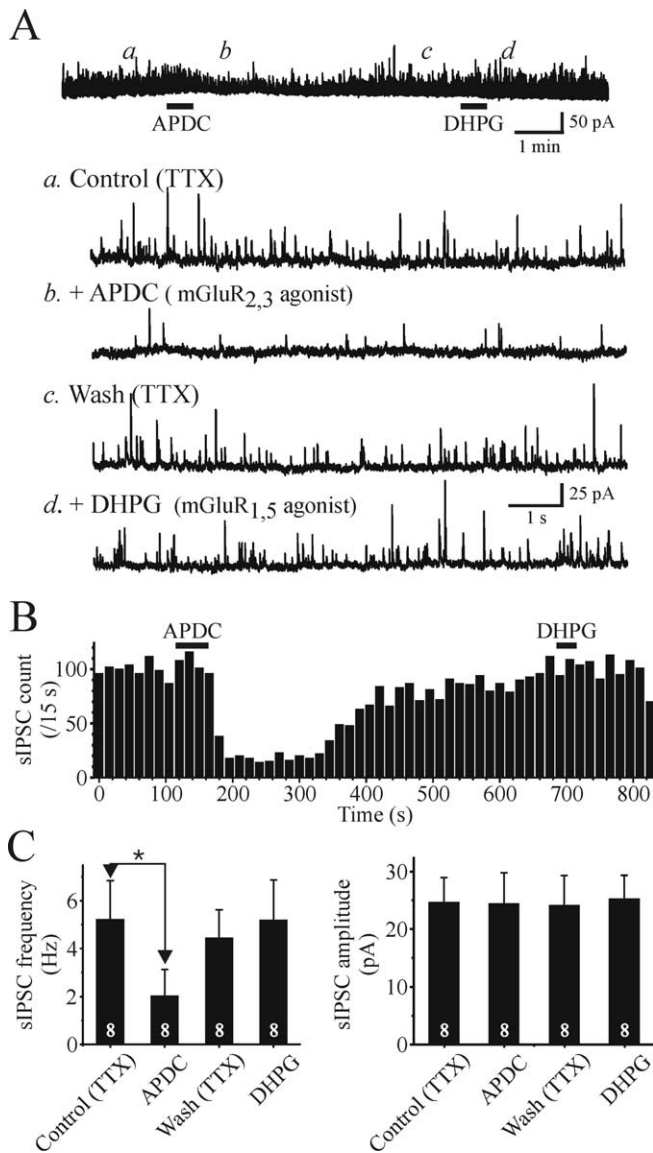 A
a b c d
APDC DHPG
50 pA
1 min
a. Control (TTX)
b. + APDC ( mGluR2,3 agonist)
c. Wash (TTX)
d. + DHPG (mGluR1,5 agonist)
25 pA
1 s
B
APDC DHPG
sIPSC count
(/15 s)
100
50
0
0 100 200 300 400 500 600 700 800
Time (s)
C
*
sIPSC frequency
(Hz)
6
4
2
0
8 8 8 8
Control (TTX)
APDC
Wash (TTX)
DHPG
sIPSC amplitude
(pA)
30
20
10
0
8 8 8 8
Control (TTX)
APDC
Wash (TTX)
DHPG